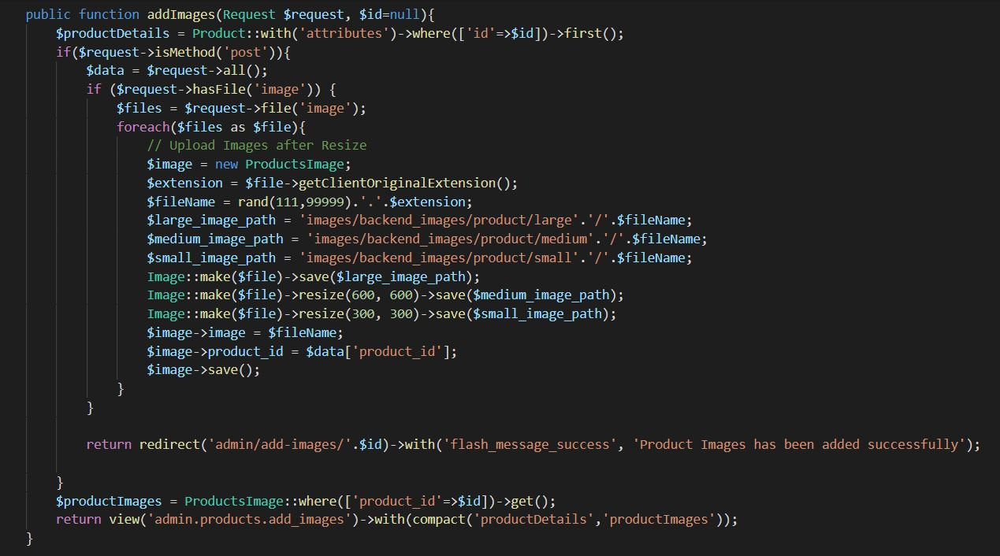 public function addImages(Request $request, $id=null){
$productDetails = Product::with('attributes')->where(['id'=>$id])->first();
if($request->isMethod('post')){
$data = $request->all();
if ($request->hasFile('image')) {
$files = $request->file('image');
foreach($files as $file){
// Upload Images after Resize
$image = new ProductsImage;
$extension = $file->getClientOriginalExtension();
$fileName = rand(111,99999).'.'.$extension;
$large_image_path = 'images/backend_images/product/large'.'/'.$fileName;
$medium_image_path = 'images/backend_images/product/medium'.'/'.$fileName;
$small_image_path = 'images/backend_images/product/small'.'/'.$fileName;
Image::make($file)->save($large_image_path);
Image::make($file)->resize(600, 600)->save($medium_image_path);
Image::make($file)->resize(300, 300)->save($small_image_path);
$image->image = $fileName;
$image->product_id = $data['product_id'];
$image->save();
}
}
return redirect('admin/add-images/'.$id)->with('flash_message_success', 'Product Images has been added successfully');
}
$productImages = ProductsImage::where(['product_id'=>$id])->get();
return view('admin.products.add_images')->with(compact('productDetails','productImages'));
}